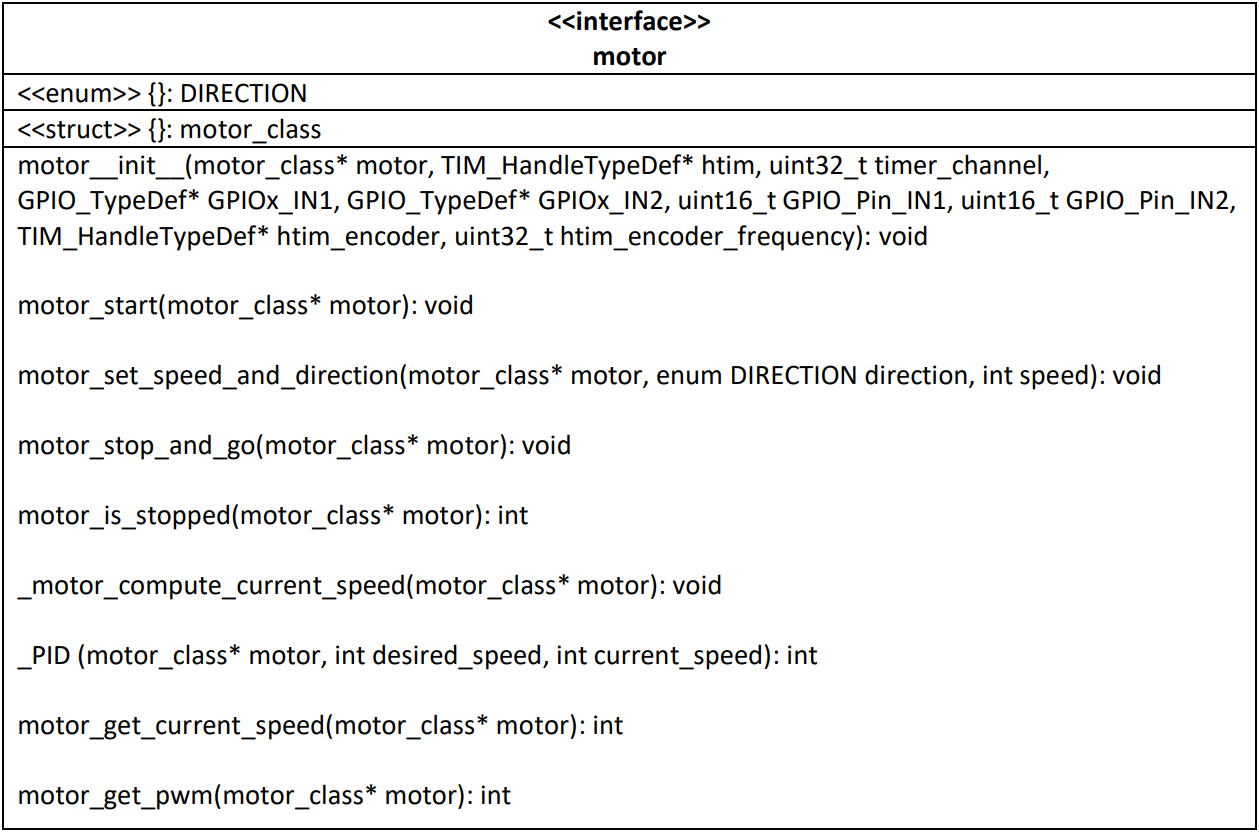 <<interface>>
motor
<<enum>> {}: DIRECTION
<<struct>> {}: motor_class
motor__init__(motor_class* motor, TIM_HandleTypeDef* htim, uint32_t timer_channel,
GPIO_TypeDef* GPIOx_IN1, GPIO_TypeDef* GPIOx_IN2, uint16_t GPIO_Pin_IN1, uint16_t GPIO_Pin_IN2,
TIM_HandleTypeDef* htim_encoder, uint32_t htim_encoder_frequency): void
motor_start(motor_class* motor): void
motor_set_speed_and_direction(motor_class* motor, enum DIRECTION direction, int speed): void
motor_stop_and_go(motor_class* motor): void
motor_is_stopped(motor_class* motor): int
_motor_compute_current_speed(motor_class* motor): void
_PID (motor_class* motor, int desired_speed, int current_speed): int
motor_get_current_speed(motor_class* motor): int
motor_get_pwm(motor_class* motor): int